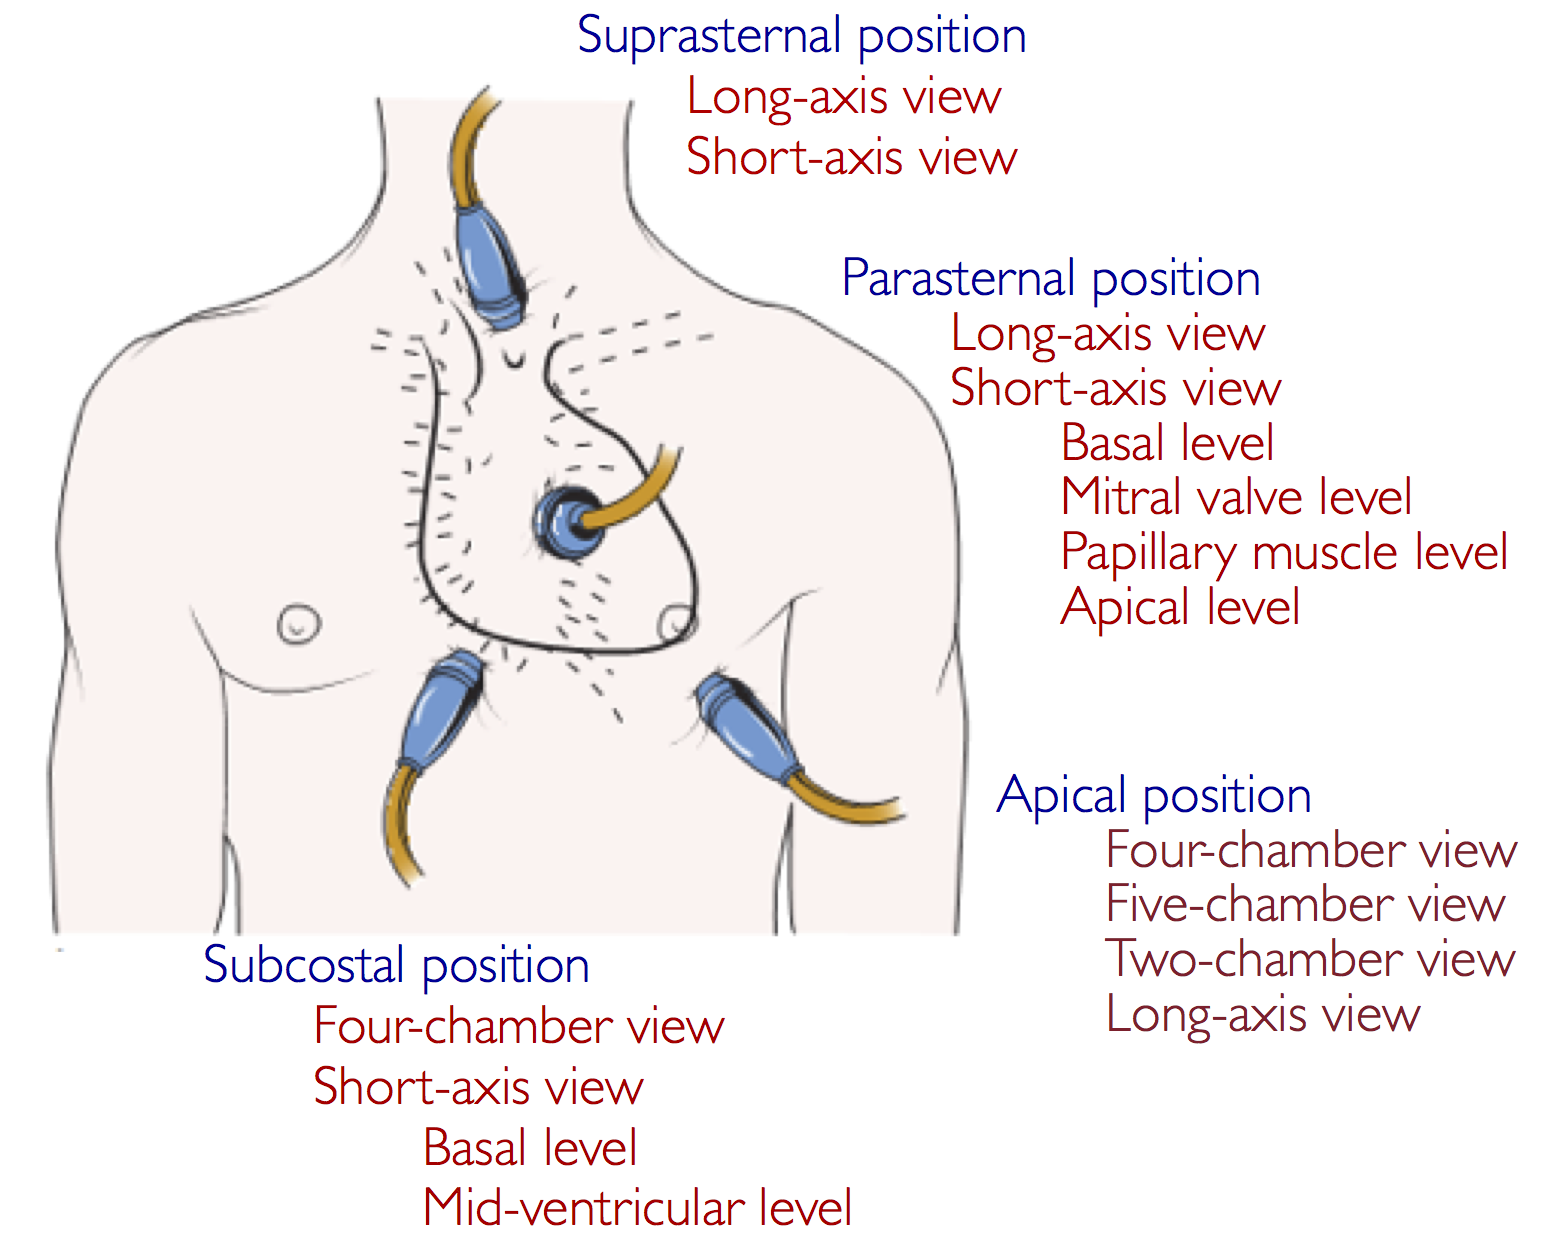 Suprasternal position
Long-axis view
Short-axis view
Parasternal position
Long-axis view
Short-axis view
Basal level
Mitral valve level
Papillary muscle level
Apical level
Apical position
Four-chamber view
Five-chamber view
Two-chamber view
Long-axis view
Subcostal position
Four-chamber view
Short-axis view
Basal level
Mid-ventricular level